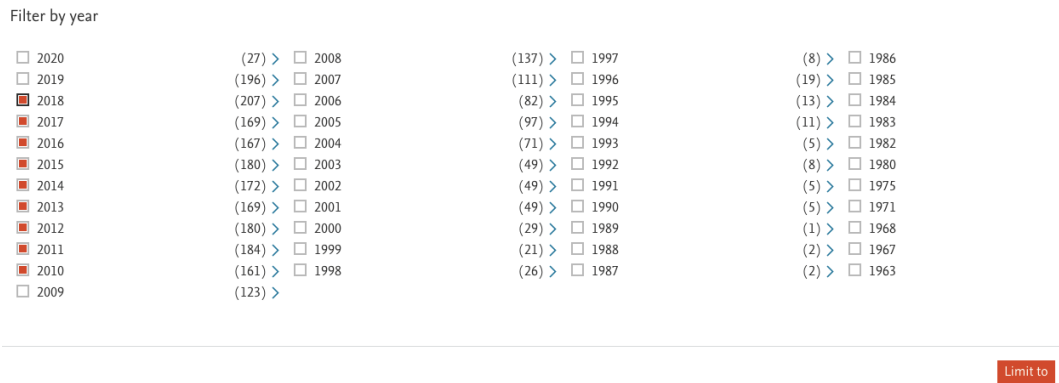 Filter by year
2020 (27) 2008 (137) 1997 (8) 1986
2019 (196) 2007 (111) 1996 (19) 1985
2018 (207) 2006 (82) 1995 (13) 1984
2017 (169) 2005 (97) 1994 (11) 1983
2016 (167) 2004 (71) 1993 (5) 1982
2015 (180) 2003 (49) 1992 (8) 1980
2014 (172) 2002 (49) 1991 (5) 1975
2013 (169) 2001 (49) 1990 (5) 1971
2012 (180) 2000 (29) 1989 (1) 1968
2011 (184) 1999 (21) 1988 (2) 1967
2010 (161) 1998 (26) 1987 (2) 1963
2009 (123)
Limit to